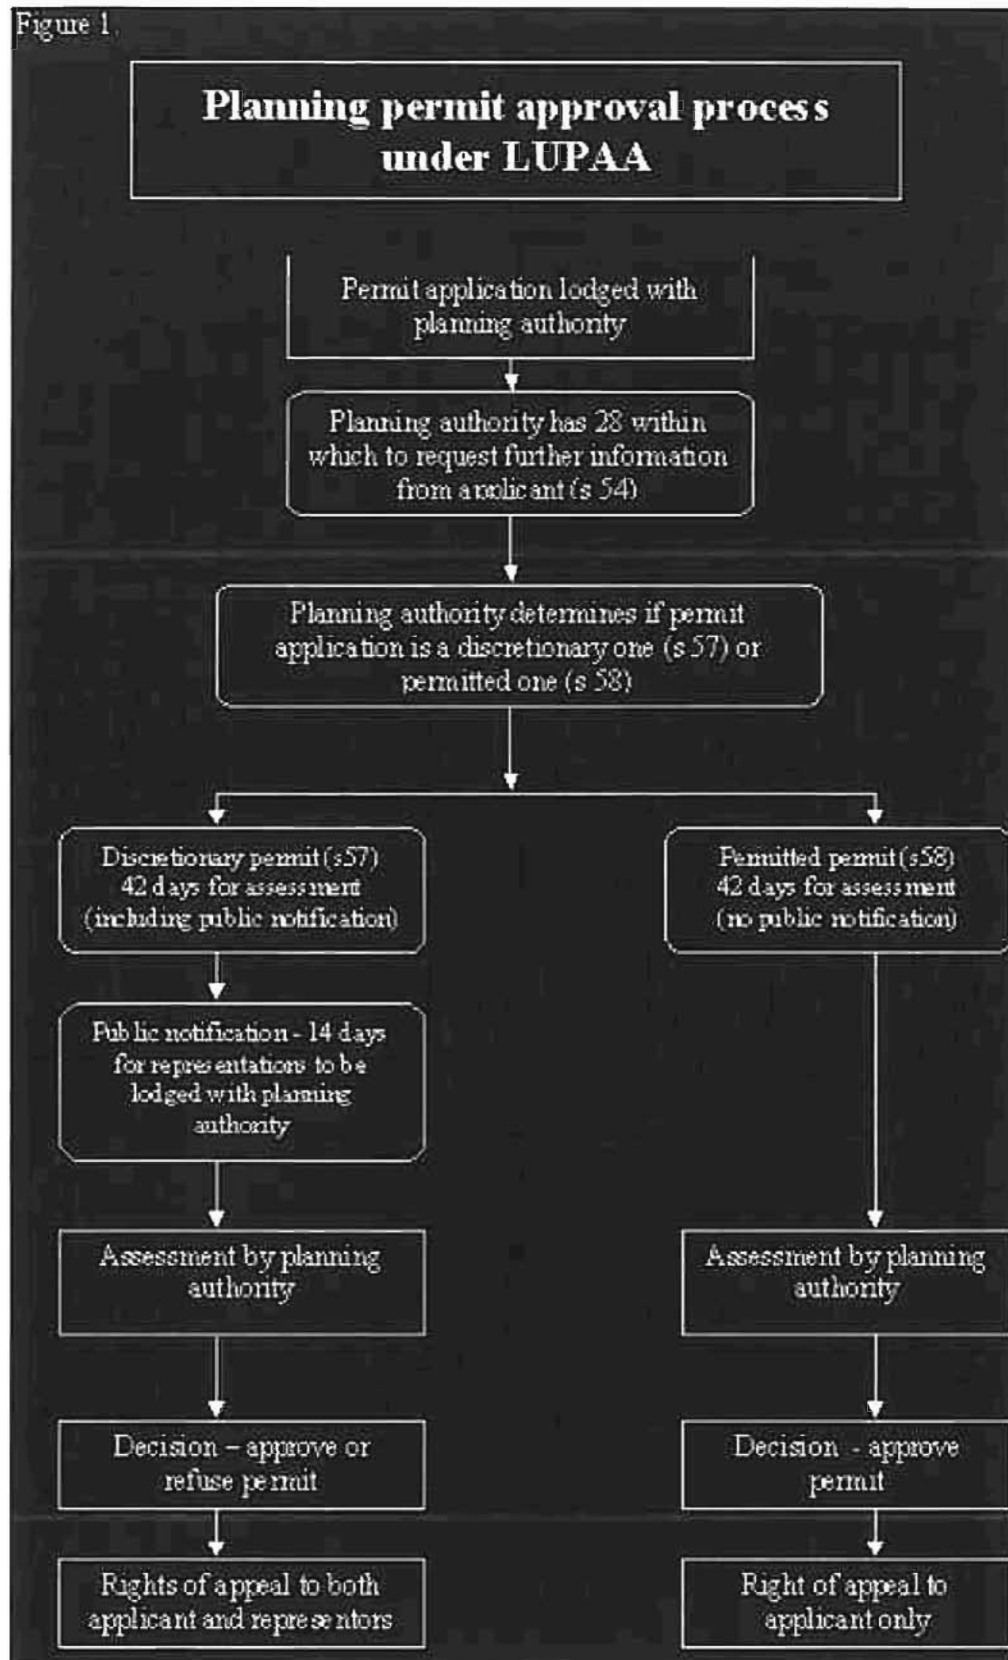 Figure 1.
Planning permit approval process
under LUPAA
Permit application lodged with
planning authority
Planning authority has 28 within
which to request further information
from applicant (s 54)
Planning authority determines if permit
application is a discretionary one (s 57) or
permitted one (s 58)
Discretionary permit (s57)
42 days for assessment
(including public notification)
Permitted permit (s58)
42 days for assessment
(no public notification)
Public notification - 14 days
for representations to be
lodged with planning
authority
Assessment by planning
authority
Assessment by planning
authority
Decision – approve or
refuse permit
Decision - approve
permit
Rights of appeal to both
applicant and representors
Right of appeal to
applicant only